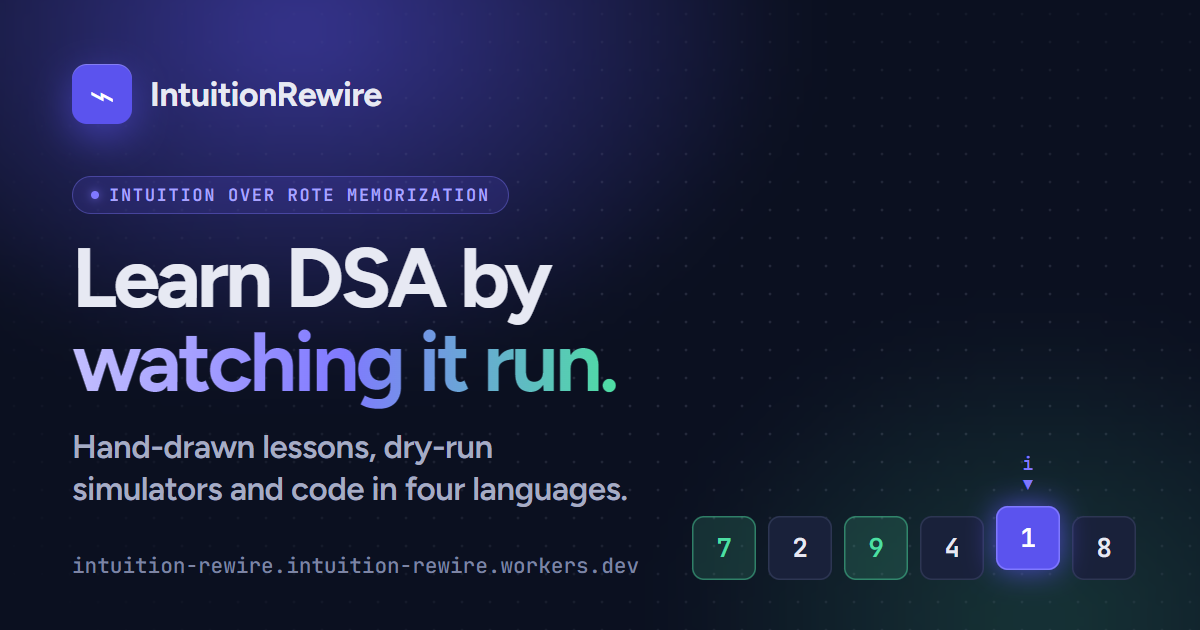 IntuitionRewire
INTUITION OVER ROTE MEMORIZATION
Learn DSA by
watching it run.
Hand-drawn lessons, dry-run
simulators and code in four languages.
intuition-rewire.intuition-rewire.workers.dev
i
7 2 9 4 1 8